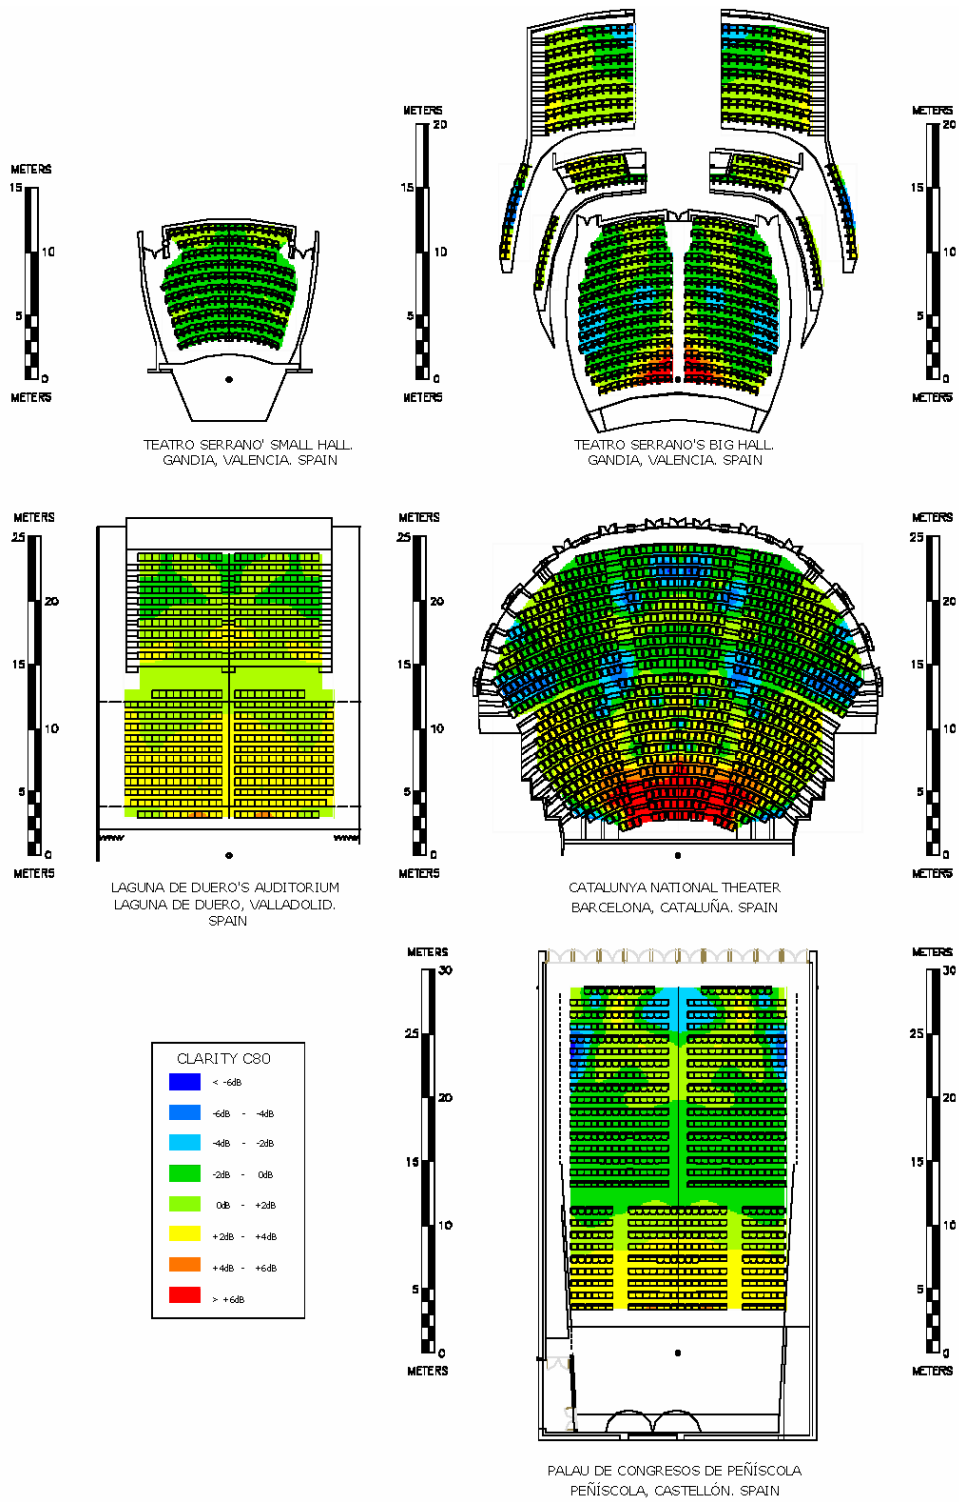 METERS
20
15
10
5
0
METERS
METERS
20
15
10
5
0
METERS
METERS
15
10
5
0
METERS
TEATRO SERRANO' SMALL HALL.
GANDIA, VALENCIA. SPAIN
TEATRO SERRANO'S BIG HALL.
GANDIA, VALENCIA. SPAIN
METERS
25
20
15
10
5
0
METERS
METERS
25
20
15
10
5
0
METERS
METERS
25
20
15
10
5
0
METERS
LAGUNA DE DUERO'S AUDITORIUM
LAGUNA DE DUERO, VALLADOLID.
SPAIN
CATALUNYA NATIONAL THEATER
BARCELONA, CATALUÑA. SPAIN
METERS
30
25
20
15
10
5
0
METERS
METERS
30
25
20
15
10
5
0
METERS
CLARITY C80
< -6dB
-6dB - -4dB
-4dB - -2dB
-2dB - 0dB
0dB - +2dB
+2dB - +4dB
+4dB - +6dB
> +6dB
PALAU DE CONGRESOS DE PEÑÍSCOLA
PEÑÍSCOLA, CASTELLÓN. SPAIN